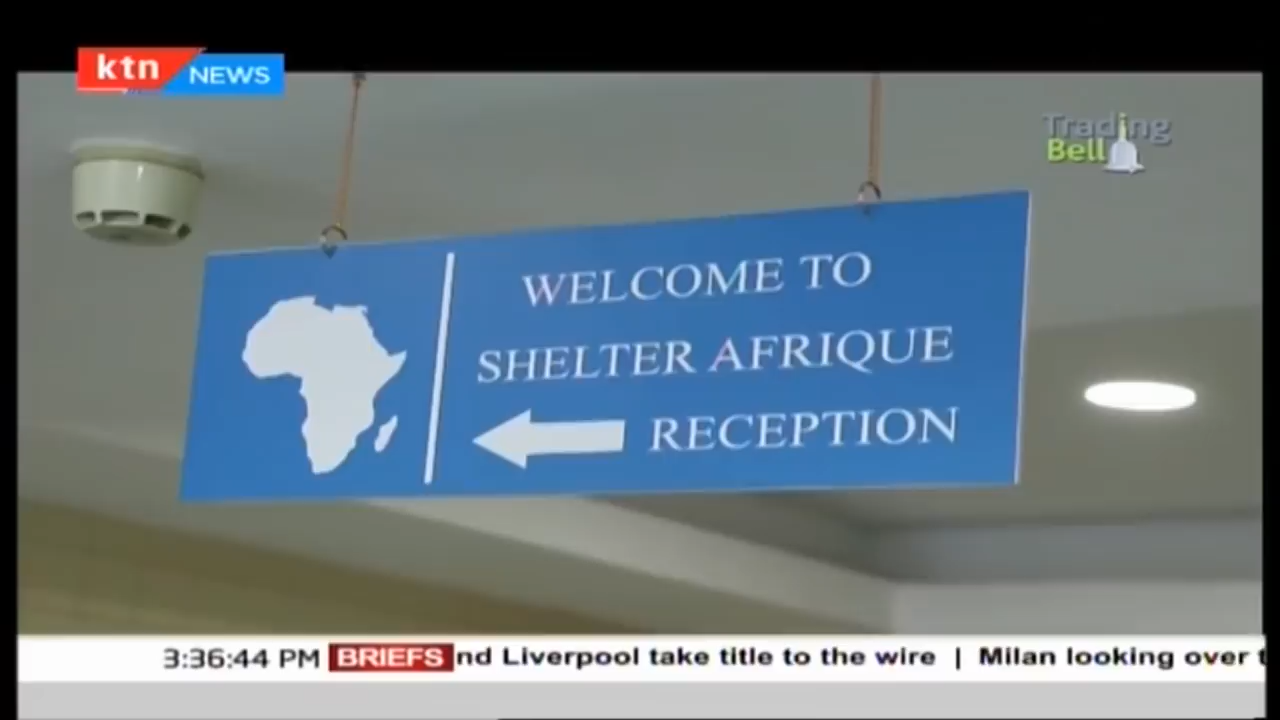 ktn NEWS
Trading
Bell
WELCOME TO
SHELTER AFRIQUE
RECEPTION
3:36:44 PM BRIEFS nd Liverpool take title to the wire | Milan looking over t